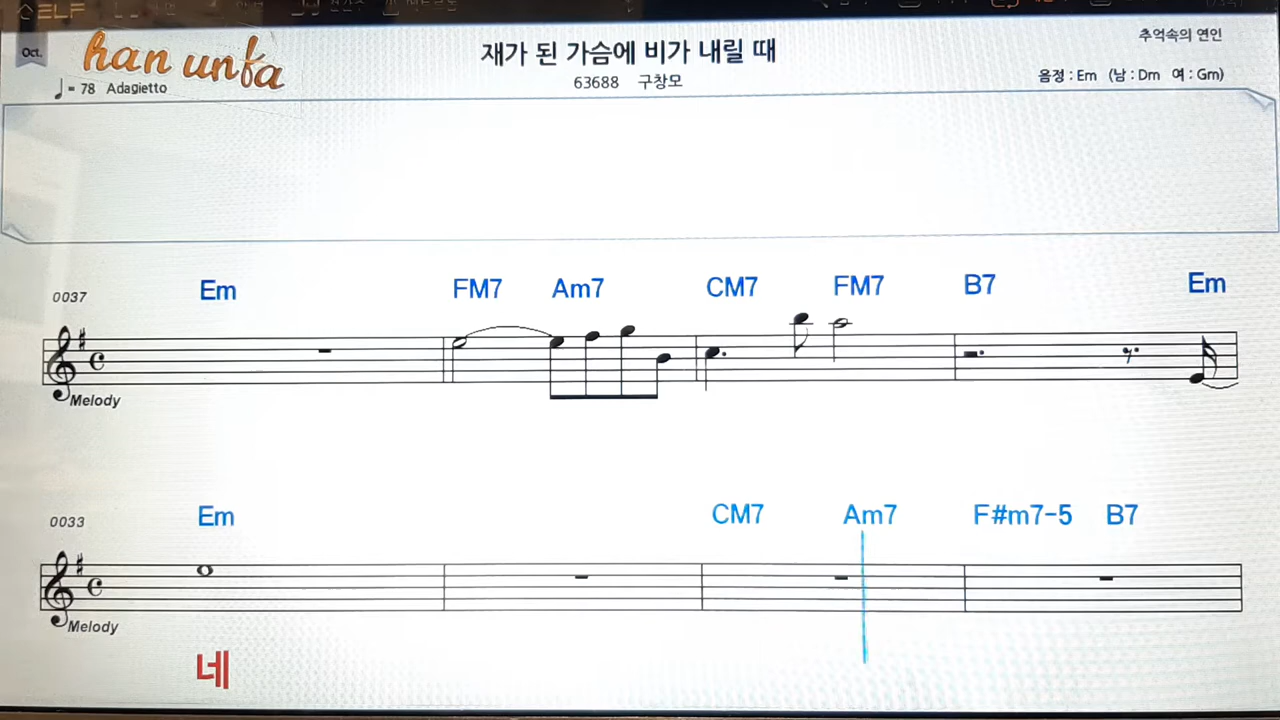 SELF
Oct.
han unfa
재가 된 가슴에 비가 내릴 때
추억속의 연인
63688 구창모
음정 : Em (남 : Dm 여 : Gm)
= 78 Adagietto
Em FM7 Am7 CM7 FM7 B7 Em
0037
Melody
Em CM7 Am7 F#m7-5 B7
0033
Melody
네